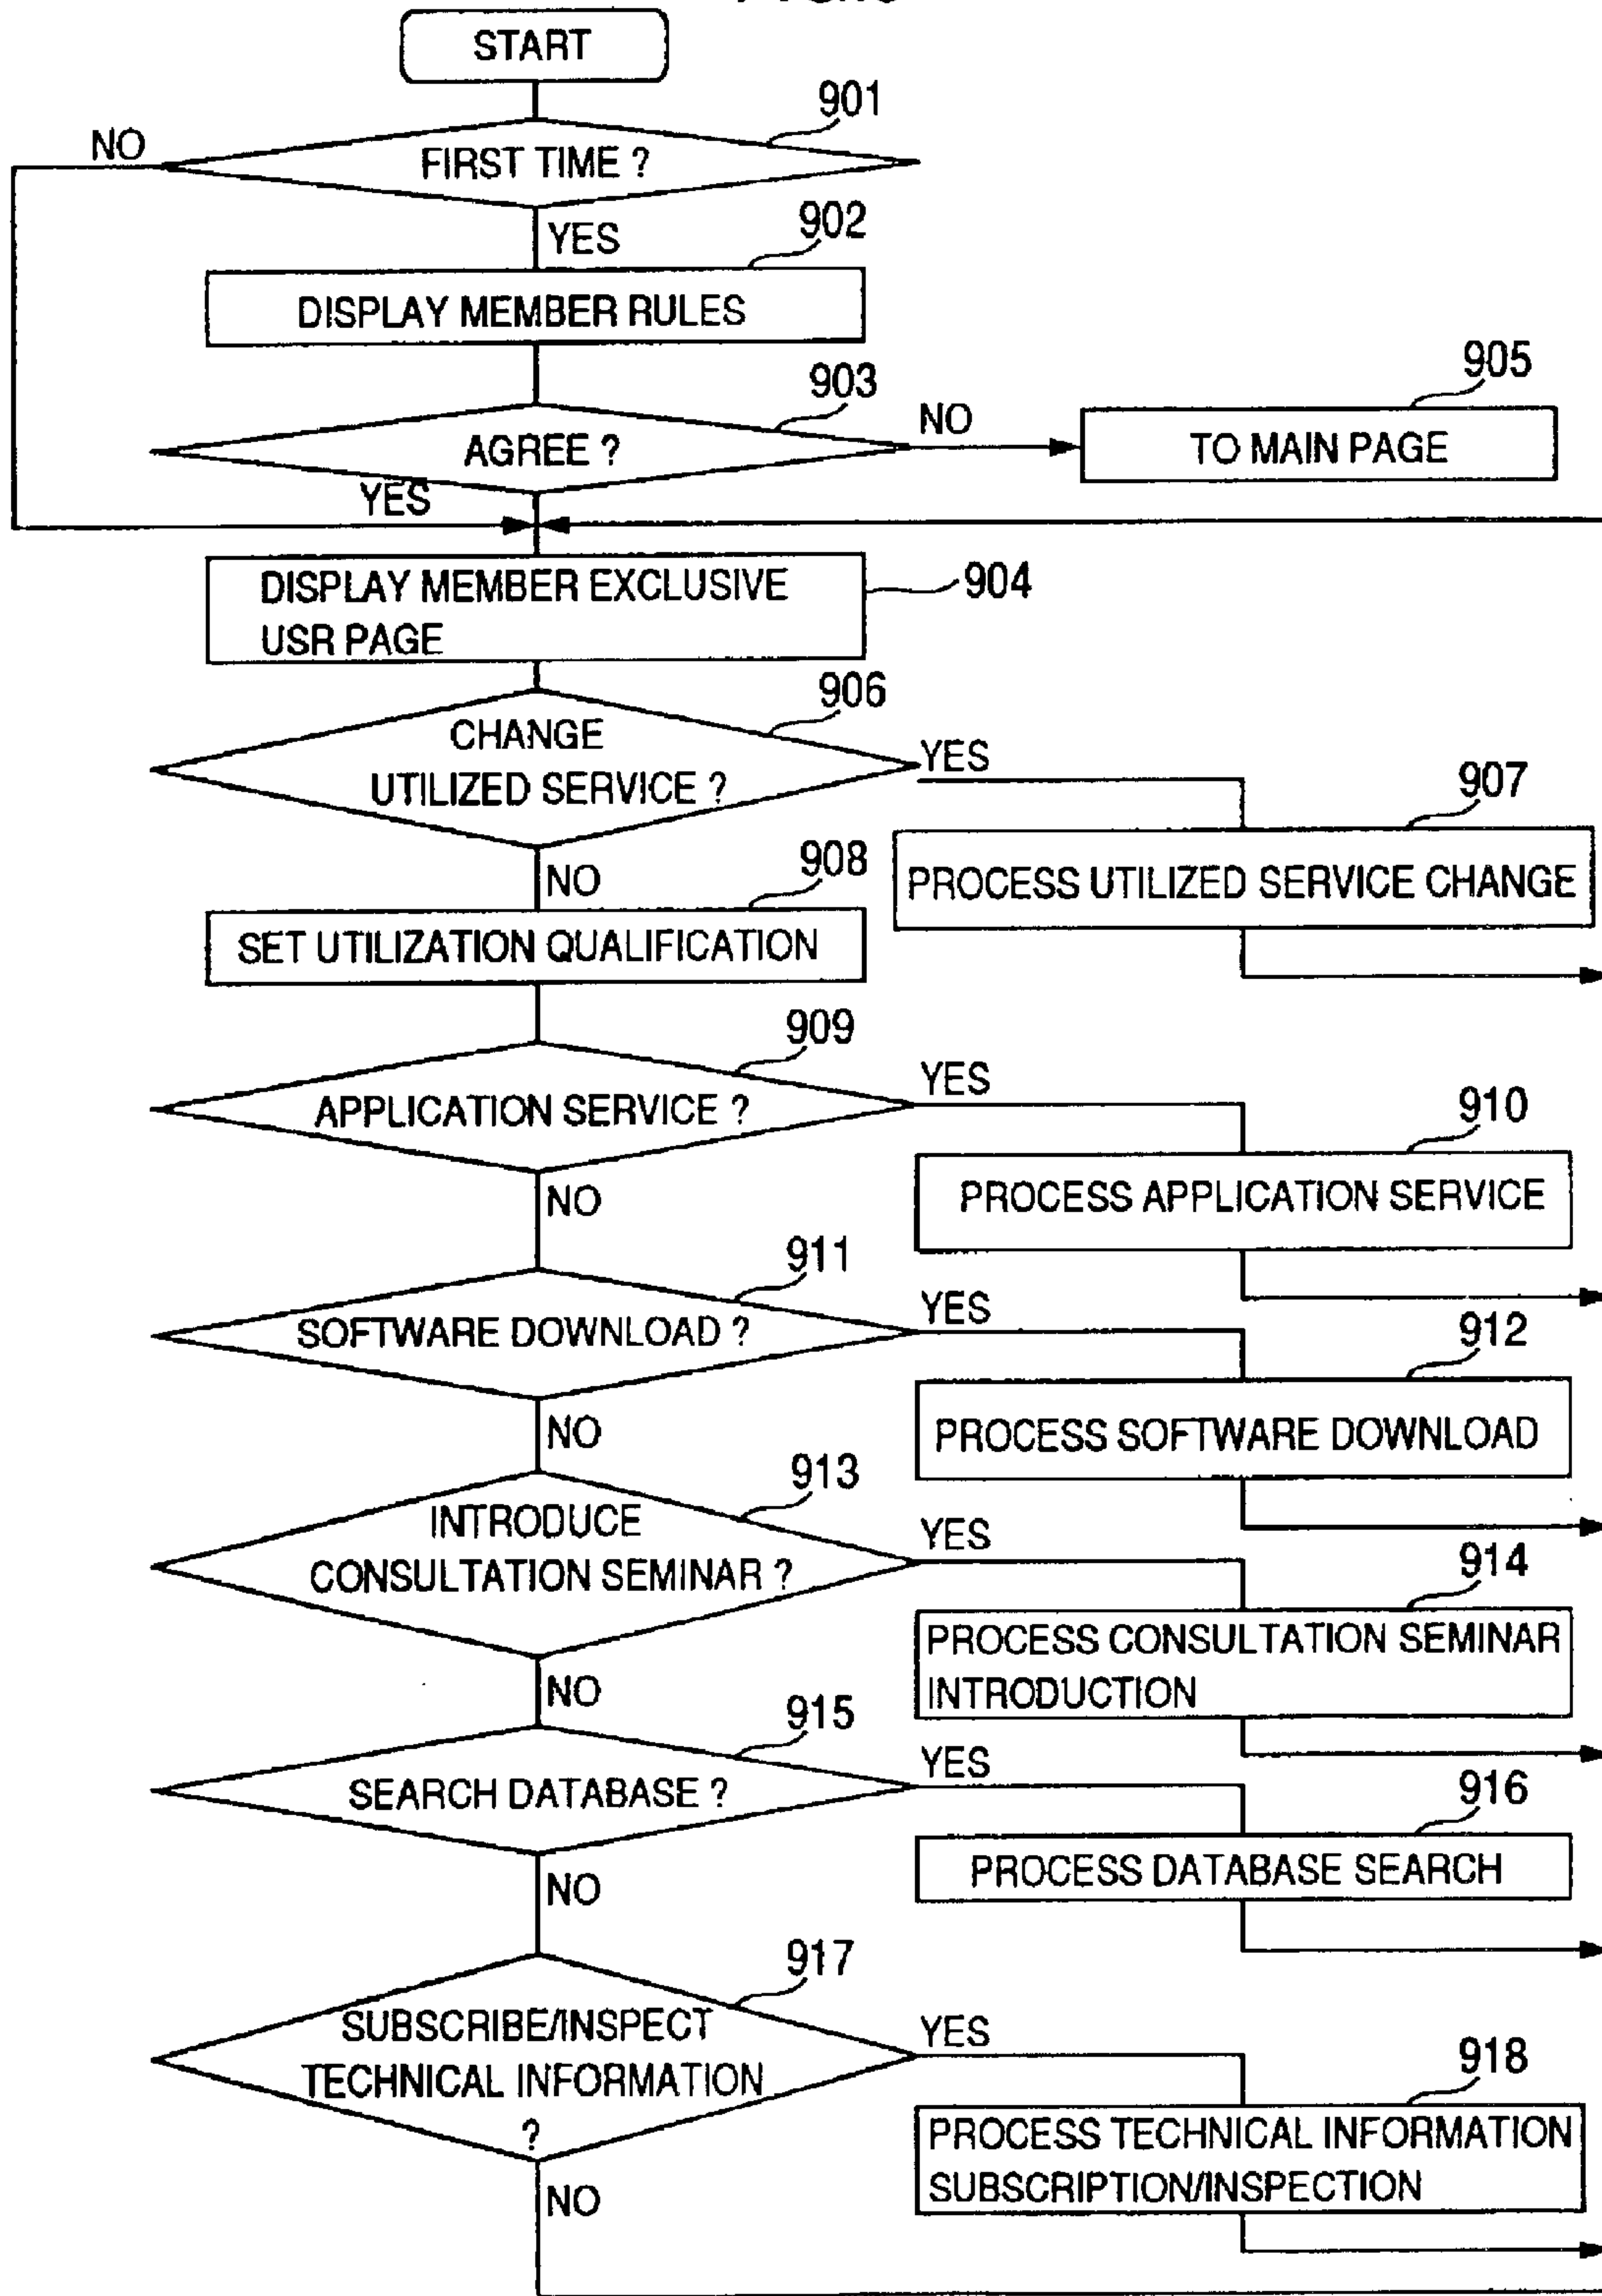 START
901
NO
FIRST TIME ?
YES
902
DISPLAY MEMBER RULES
903
905
AGREE ?
NO
TO MAIN PAGE
YES
DISPLAY MEMBER EXCLUSIVE
USR PAGE
904
906
CHANGE
UTILIZED SERVICE ?
YES
907
PROCESS UTILIZED SERVICE CHANGE
NO
908
SET UTILIZATION QUALIFICATION
909
APPLICATION SERVICE ?
YES
910
PROCESS APPLICATION SERVICE
NO
911
SOFTWARE DOWNLOAD ?
YES
912
PROCESS SOFTWARE DOWNLOAD
NO
913
INTRODUCE
CONSULTATION SEMINAR ?
YES
914
PROCESS CONSULTATION SEMINAR
INTRODUCTION
NO
915
SEARCH DATABASE ?
YES
916
PROCESS DATABASE SEARCH
NO
917
SUBSCRIBE/INSPECT
TECHNICAL INFORMATION
?
YES
918
PROCESS TECHNICAL INFORMATION
SUBSCRIPTION/INSPECTION
NO